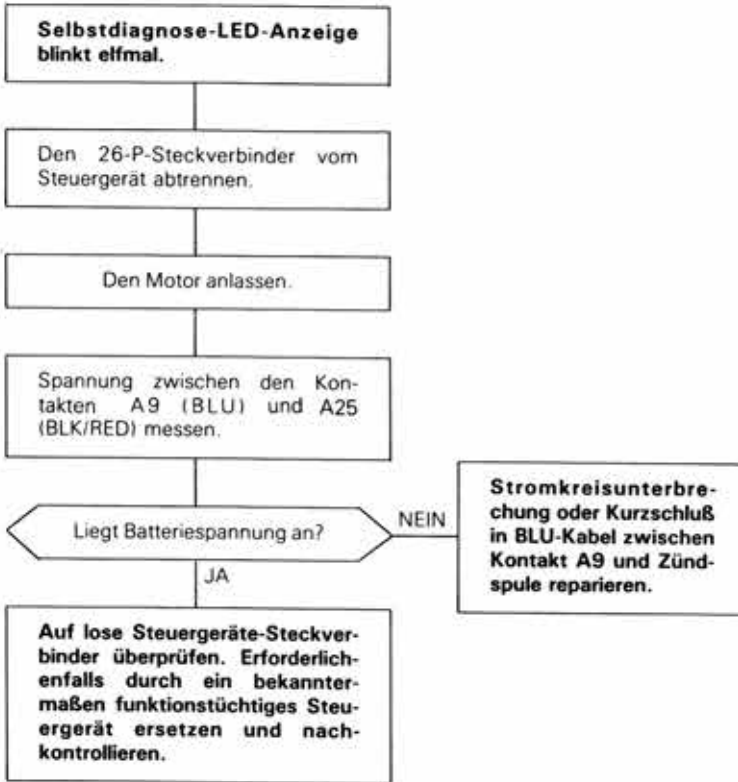 Selbstdiagnose-LED-Anzeige
blinkt elfmal.
Den 26-P-Steckverbinder vom
Steuergerät abtrennen.
Den Motor anlassen.
Spannung zwischen den Kon-
takten A9 (BLU) und A25
(BLK/RED) messen.
Liegt Batteriespannung an?
NEIN
Stromkreisunterbre-
chung oder Kurzschluß
in BLU-Kabel zwischen
Kontakt A9 und Zünd-
spule reparieren.
JA
Auf lose Steuergeräte-Steckver-
binder überprüfen. Erforderlich-
enfalls durch ein bekannter-
maßen funktionstüchtiges Steu-
ergerät ersetzen und nach-
kontrollieren.